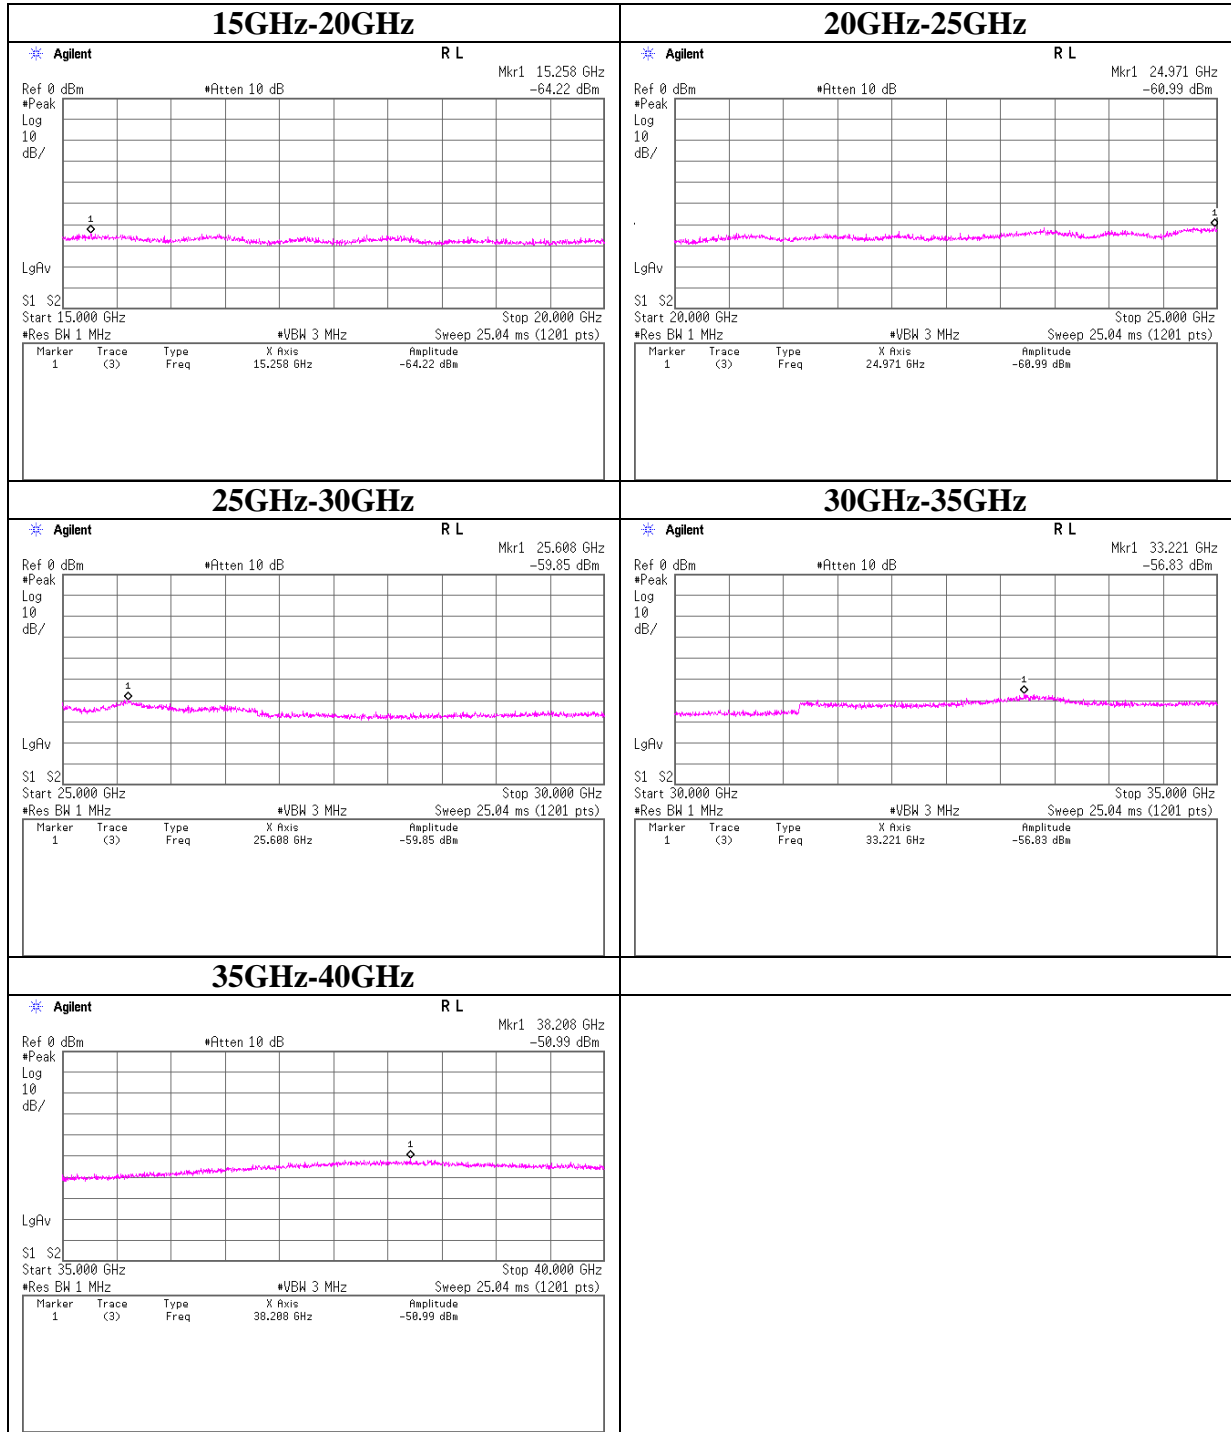 15GHz-20GHz
Agilent R L
Mkr1 15.258 GHz
Ref 0 dBm #Atten 10 dB -64.22 dBm
#Peak
Log
10
dB/
1
LgAv
S1 S2
Start 15.000 GHz Stop 20.000 GHz
#Res BW 1 MHz #VBW 3 MHz Sweep 25.04 ms (1201 pts)
Marker Trace Type X Axis Amplitude
1 (3) Freq 15.258 GHz -64.22 dBm
20GHz-25GHz
Agilent R L
Mkr1 24.971 GHz
Ref 0 dBm #Atten 10 dB -60.99 dBm
#Peak
Log
10
dB/
1
LgAv
S1 S2
Start 20.000 GHz Stop 25.000 GHz
#Res BW 1 MHz #VBW 3 MHz Sweep 25.04 ms (1201 pts)
Marker Trace Type X Axis Amplitude
1 (3) Freq 24.971 GHz -60.99 dBm
25GHz-30GHz
Agilent R L
Mkr1 25.608 GHz
Ref 0 dBm #Atten 10 dB -59.85 dBm
#Peak
Log
10
dB/
1
LgAv
S1 S2
Start 25.000 GHz Stop 30.000 GHz
#Res BW 1 MHz #VBW 3 MHz Sweep 25.04 ms (1201 pts)
Marker Trace Type X Axis Amplitude
1 (3) Freq 25.608 GHz -59.85 dBm
30GHz-35GHz
Agilent R L
Mkr1 33.221 GHz
Ref 0 dBm #Atten 10 dB -56.83 dBm
#Peak
Log
10
dB/
1
LgAv
S1 S2
Start 30.000 GHz Stop 35.000 GHz
#Res BW 1 MHz #VBW 3 MHz Sweep 25.04 ms (1201 pts)
Marker Trace Type X Axis Amplitude
1 (3) Freq 33.221 GHz -56.83 dBm
35GHz-40GHz
Agilent R L
Mkr1 38.208 GHz
Ref 0 dBm #Atten 10 dB -50.99 dBm
#Peak
Log
10
dB/
1
LgAv
S1 S2
Start 35.000 GHz Stop 40.000 GHz
#Res BW 1 MHz #VBW 3 MHz Sweep 25.04 ms (1201 pts)
Marker Trace Type X Axis Amplitude
1 (3) Freq 38.208 GHz -50.99 dBm